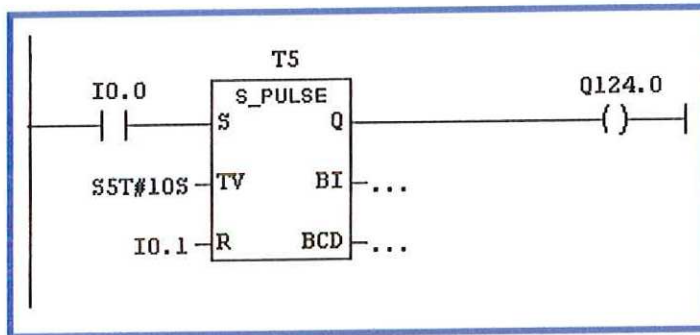 T5
I0.0
S_PULSE
Q124.0
S
Q
( )
S5T#10S
TV
BI
...
I0.1
R
BCD
...